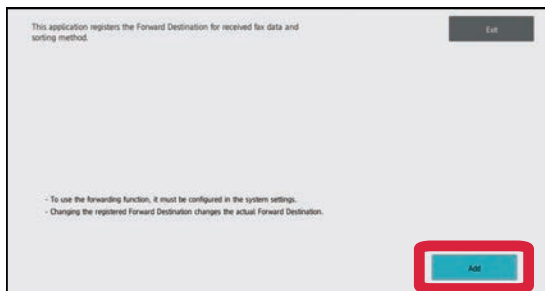 This application registers the Forward Destination for received fax data and
sorting method.
Exit
- To use the forwarding function, it must be configured in the system settings.
- Changing the registered Forward Destination changes the actual Forward Destination.
Add